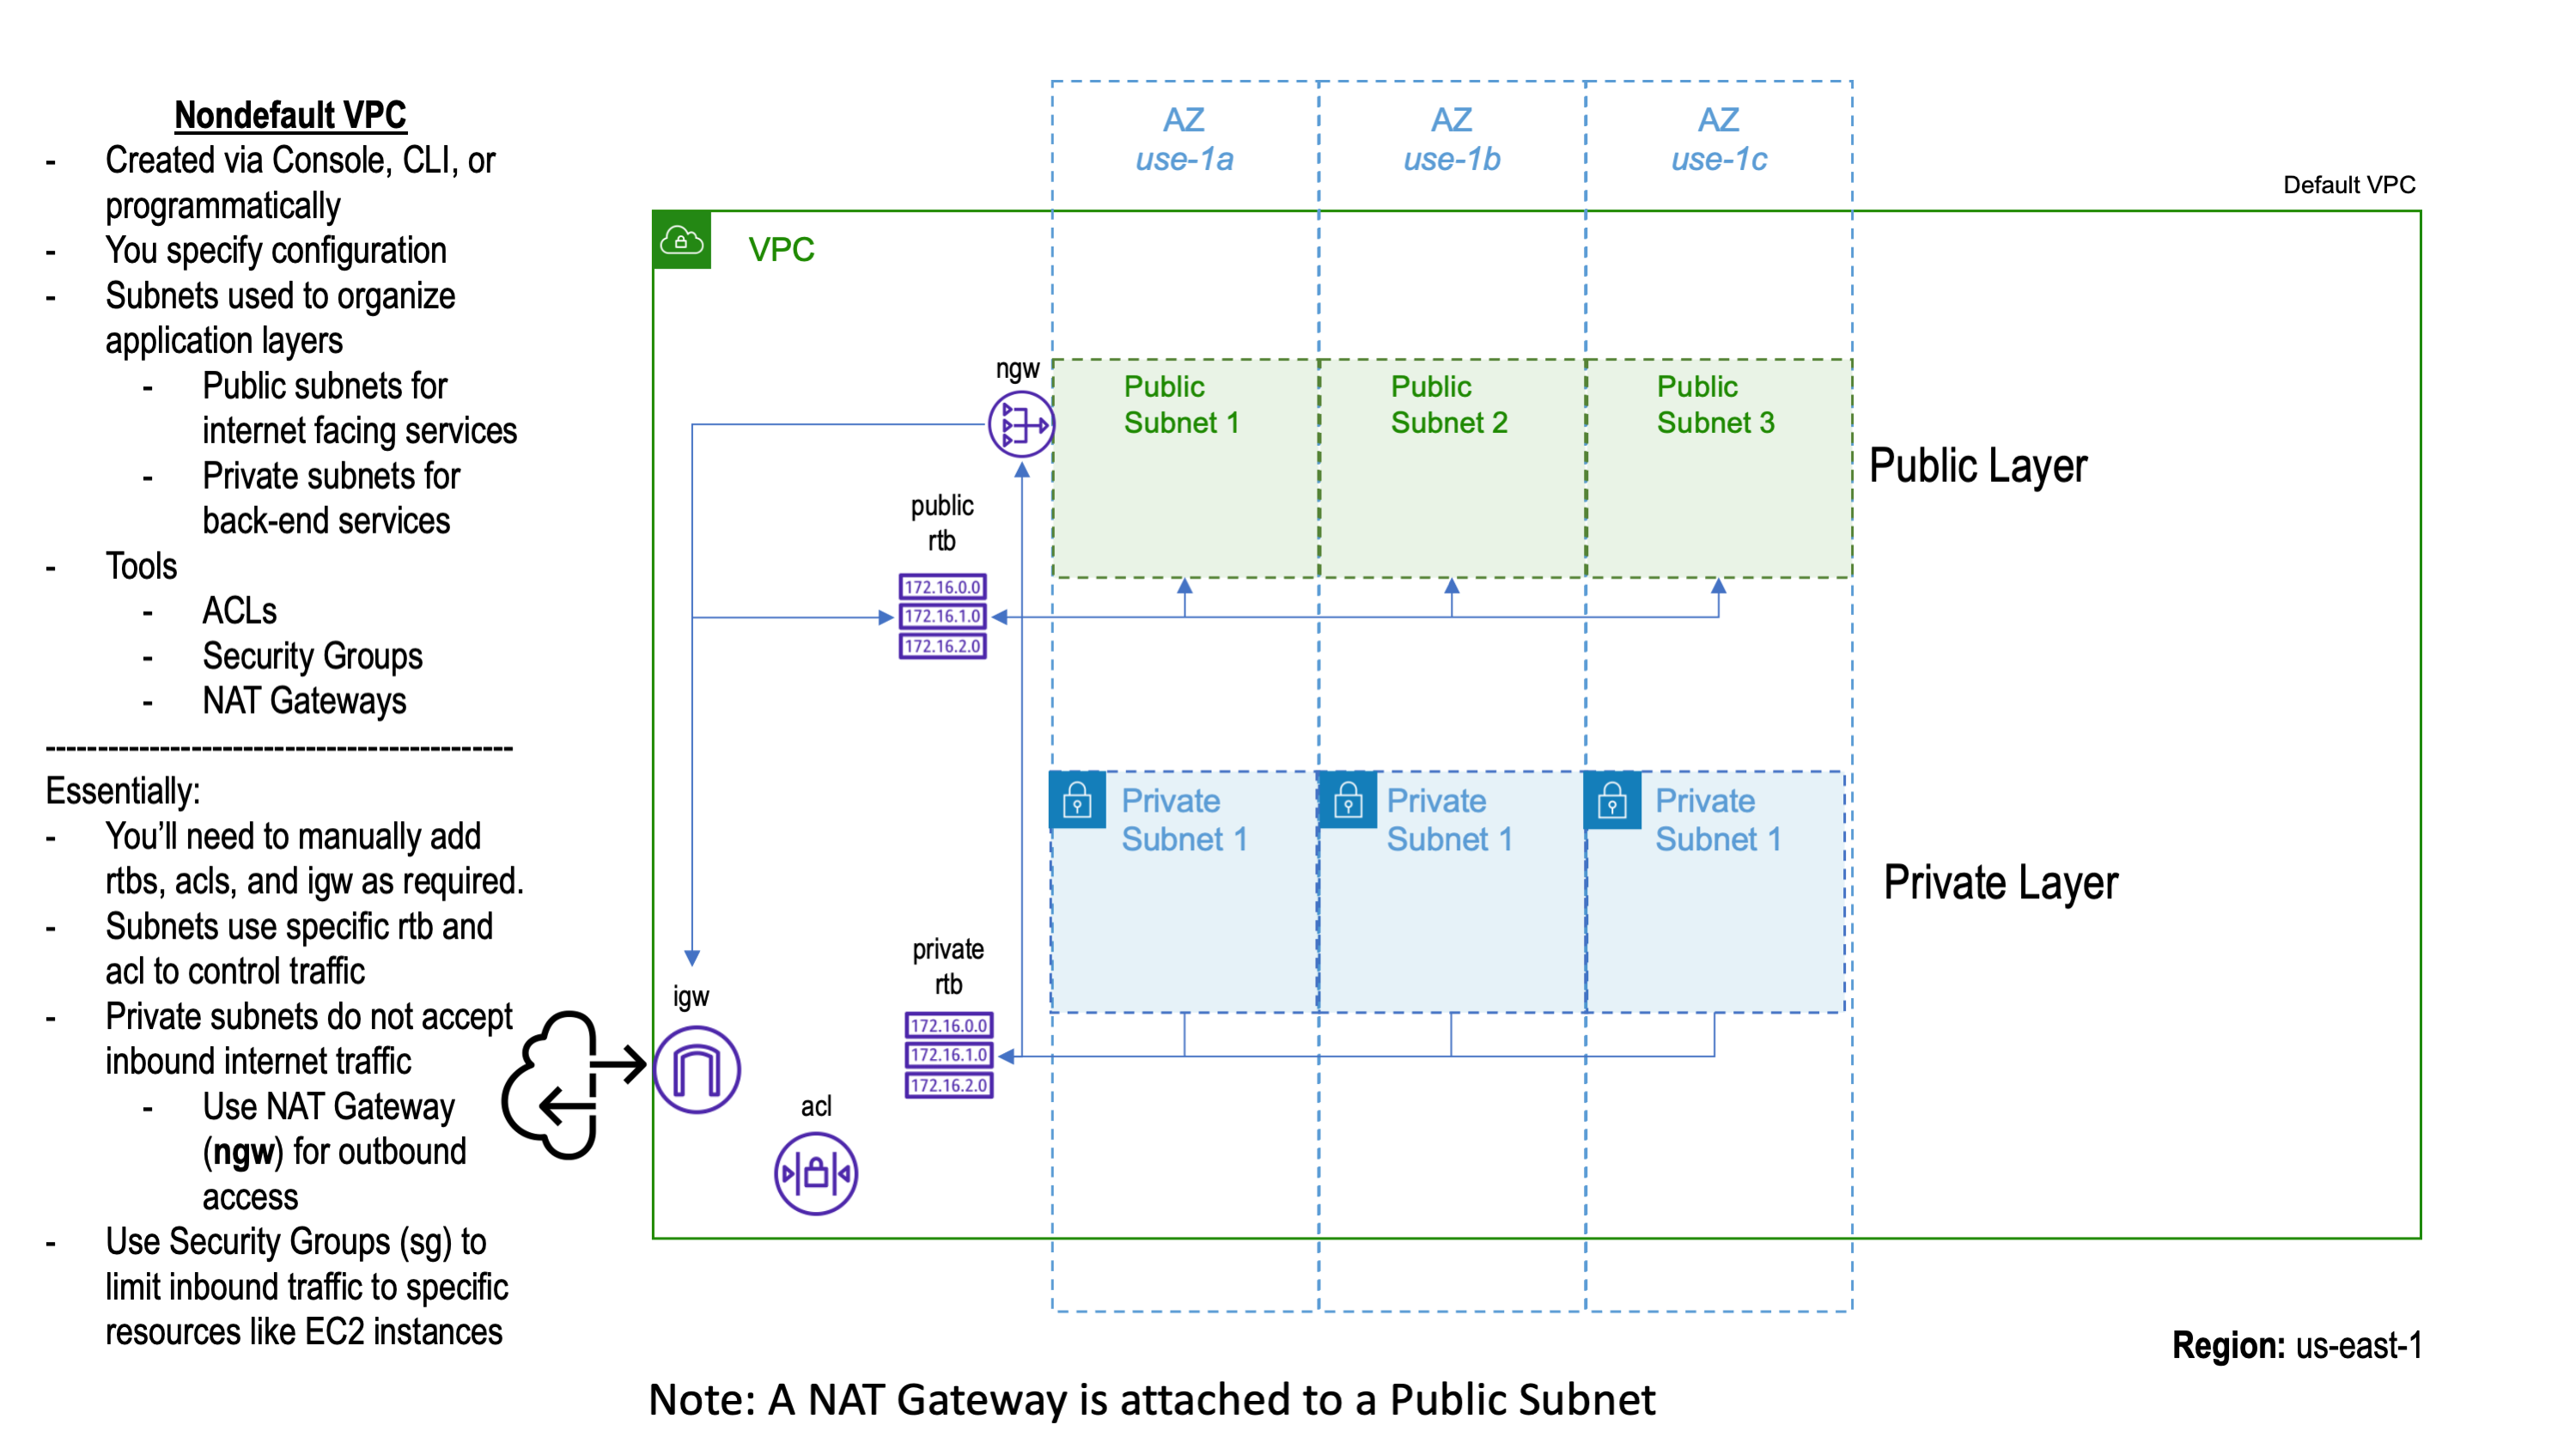 Nondefault VPC
- Created via Console, CLI, or
programmatically
- You specify configuration
- Subnets used to organize
application layers
- Public subnets for
internet facing services
- Private subnets for
back-end services
- Tools
- ACLs
- Security Groups
- NAT Gateways
---------------------------------------------
Essentially:
- You’ll need to manually add
rtbs, acls, and igw as required.
- Subnets use specific rtb and
acl to control traffic
- Private subnets do not accept
inbound internet traffic
- Use NAT Gateway
(ngw) for outbound
access
- Use Security Groups (sg) to
limit inbound traffic to specific
resources like EC2 instances
AZ
use-1a
AZ
use-1b
AZ
use-1c
Default VPC
VPC
ngw
Public
Subnet 1
Public
Subnet 2
Public
Subnet 3
Public Layer
public
rtb
172.16.0.0
172.16.1.0
172.16.2.0
Private
Subnet 1
Private
Subnet 1
Private
Subnet 1
Private Layer
private
rtb
172.16.0.0
172.16.1.0
172.16.2.0
igw
acl
Region: us-east-1
Note: A NAT Gateway is attached to a Public Subnet